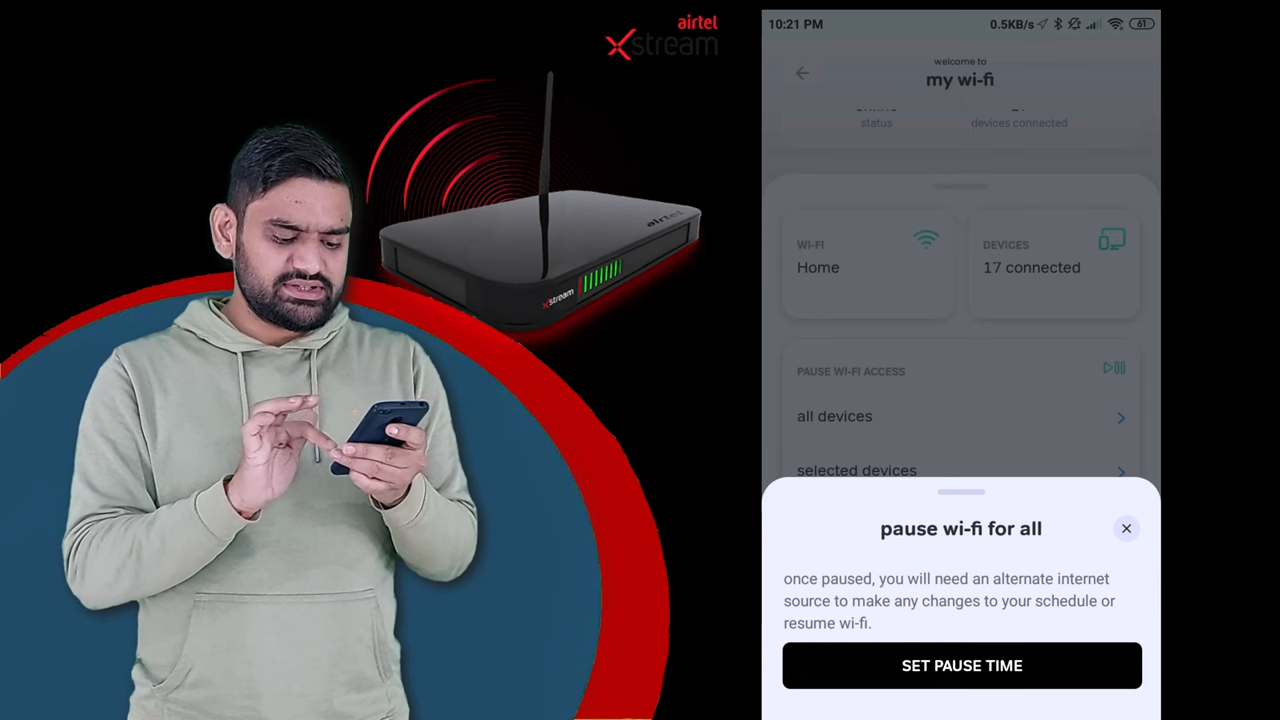 airtel
Xstream
airtel
Xstream
10:21 PM
0.5KB/s
61
welcome to
my wi-fi
status
devices connected
WI-FI
Home
DEVICES
17 connected
PAUSE WI-FI ACCESS
all devices
selected devices
pause wi-fi for all
once paused, you will need an alternate internet
source to make any changes to your schedule or
resume wi-fi.
SET PAUSE TIME